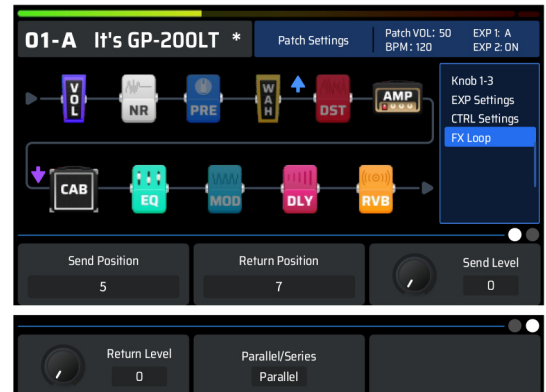 01-A It's GP-200LT *
Patch Settings
Patch VOL: 50 EXP 1: A
BPM: 120 EXP 2: ON
VOL
NR
PRE
WAH
DST
AMP
Knob 1-3
EXP Settings
CTRL Settings
FX Loop
CAB
EQ
MOD
DLY
RVB
Send Position
5
Return Position
7
Send Level
0
Return Level
0
Parallel/Series
Parallel